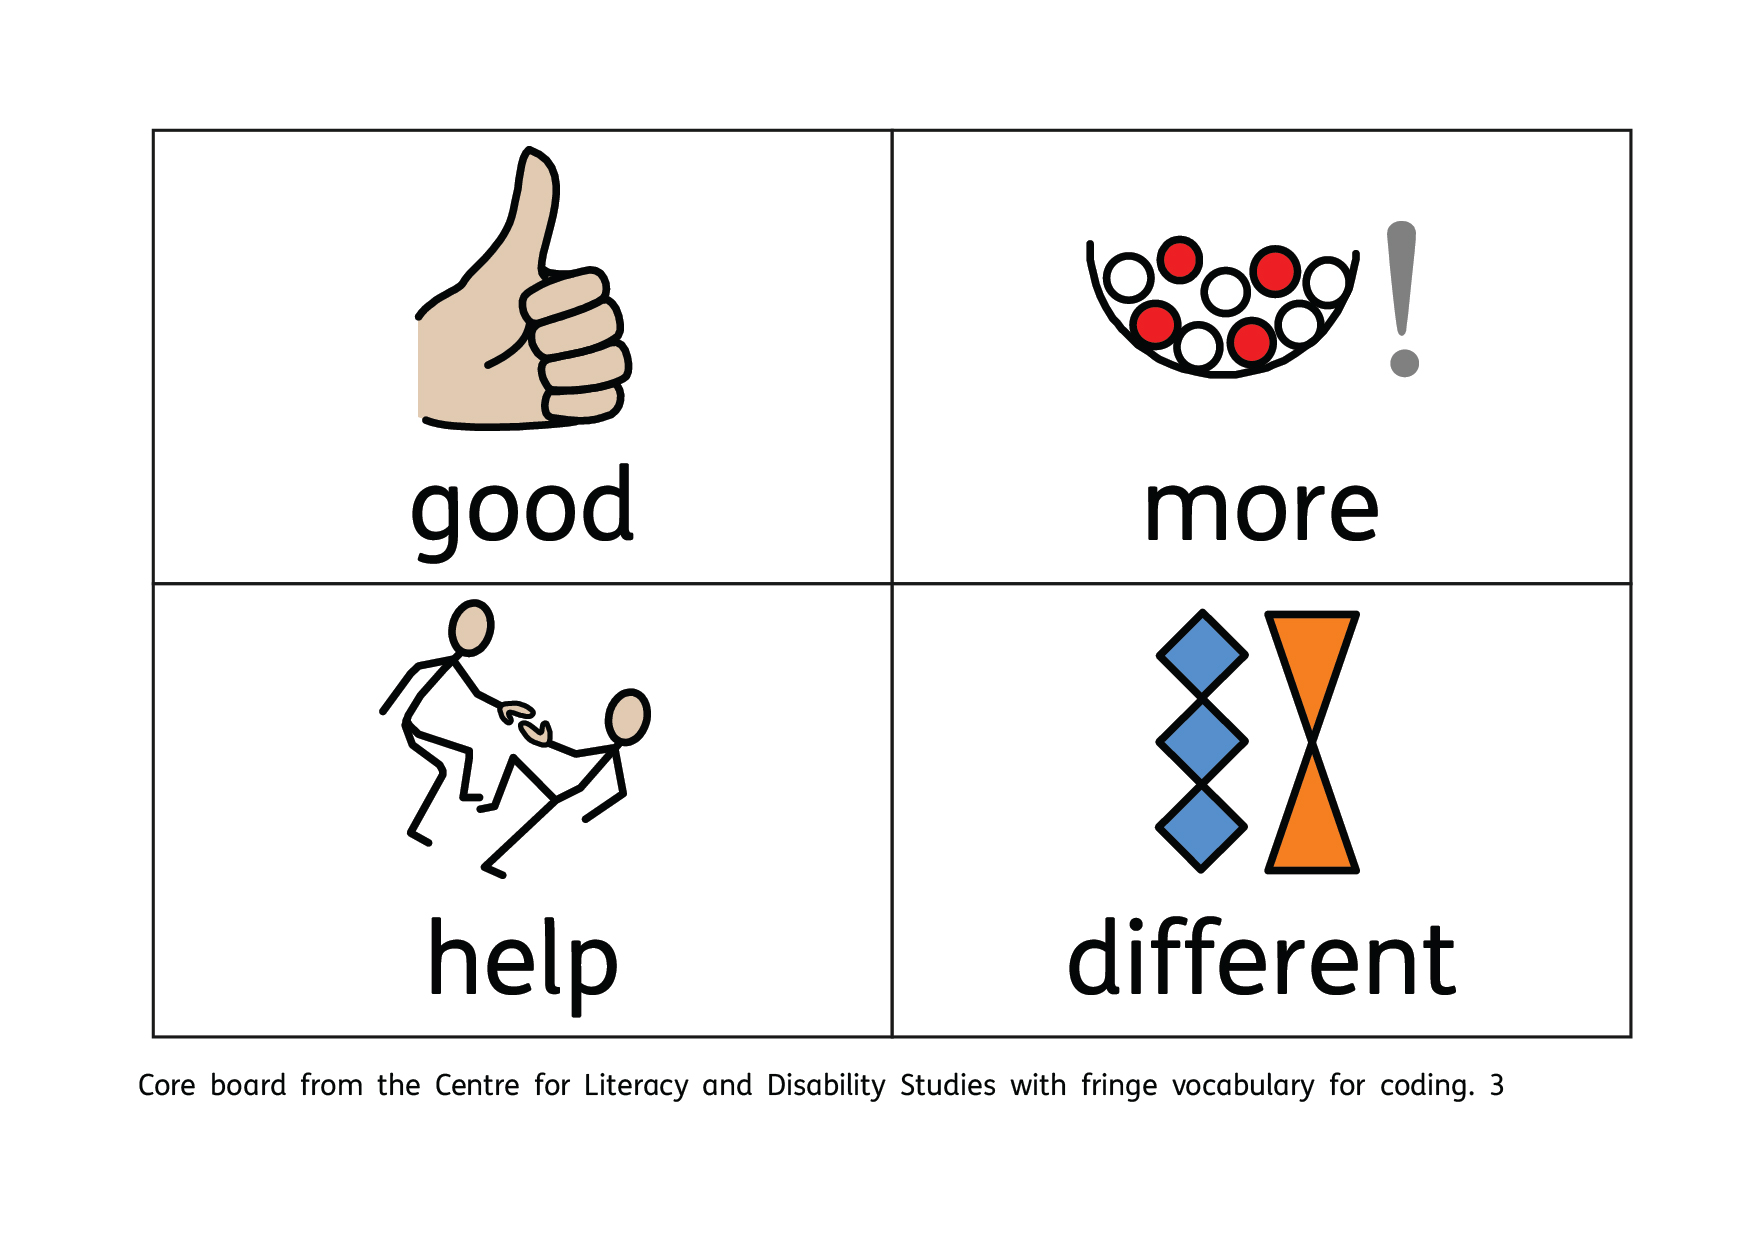 good
more
help
different
Core board from the Centre for Literacy and Disability Studies with fringe vocabulary for coding. 3